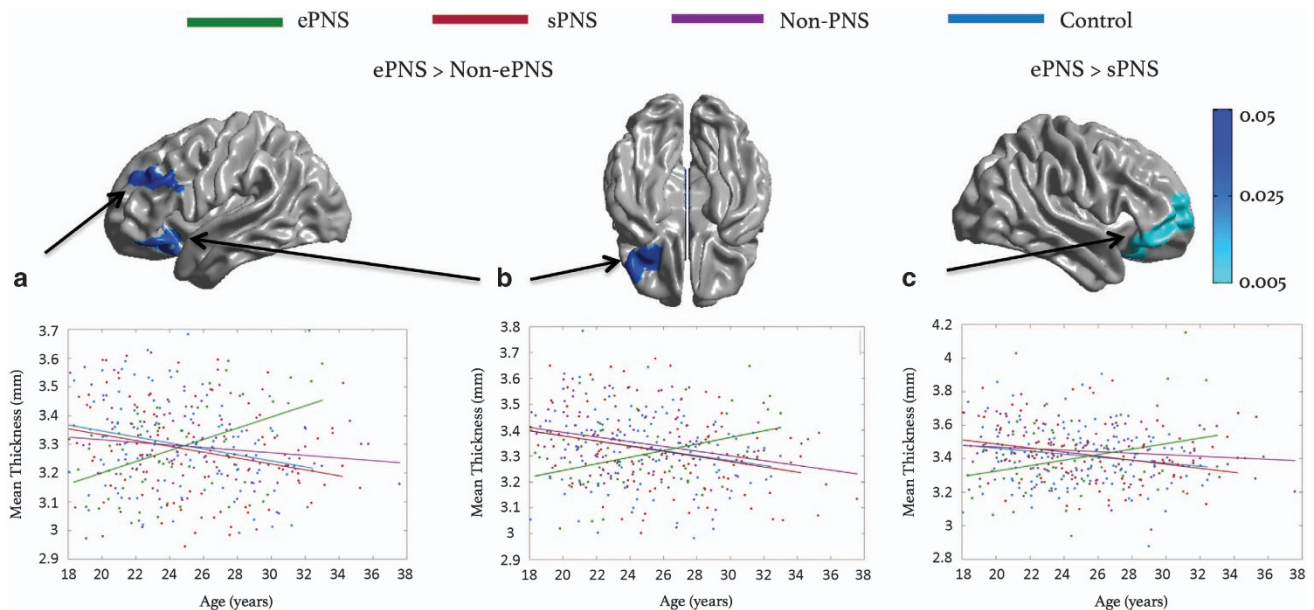 ePNS sPNS Non-PNS Control
ePNS > Non-ePNS ePNS > sPNS
0.05
0.025
0.005
a b c
3.7
3.6
3.5
3.4
3.3
3.2
3.1
3
2.9
Mean Thickness (mm)
18 20 22 24 26 28 30 32 34 36 38
Age (years)
3.8
3.7
3.6
3.5
3.4
3.3
3.2
3.1
3
2.9
Mean Thickness (mm)
18 20 22 24 26 28 30 32 34 36 38
Age (years)
4.2
4
3.8
3.6
3.4
3.2
3
2.8
Mean Thickness (mm)
18 20 22 24 26 28 30 32 34 36 38
Age (years)